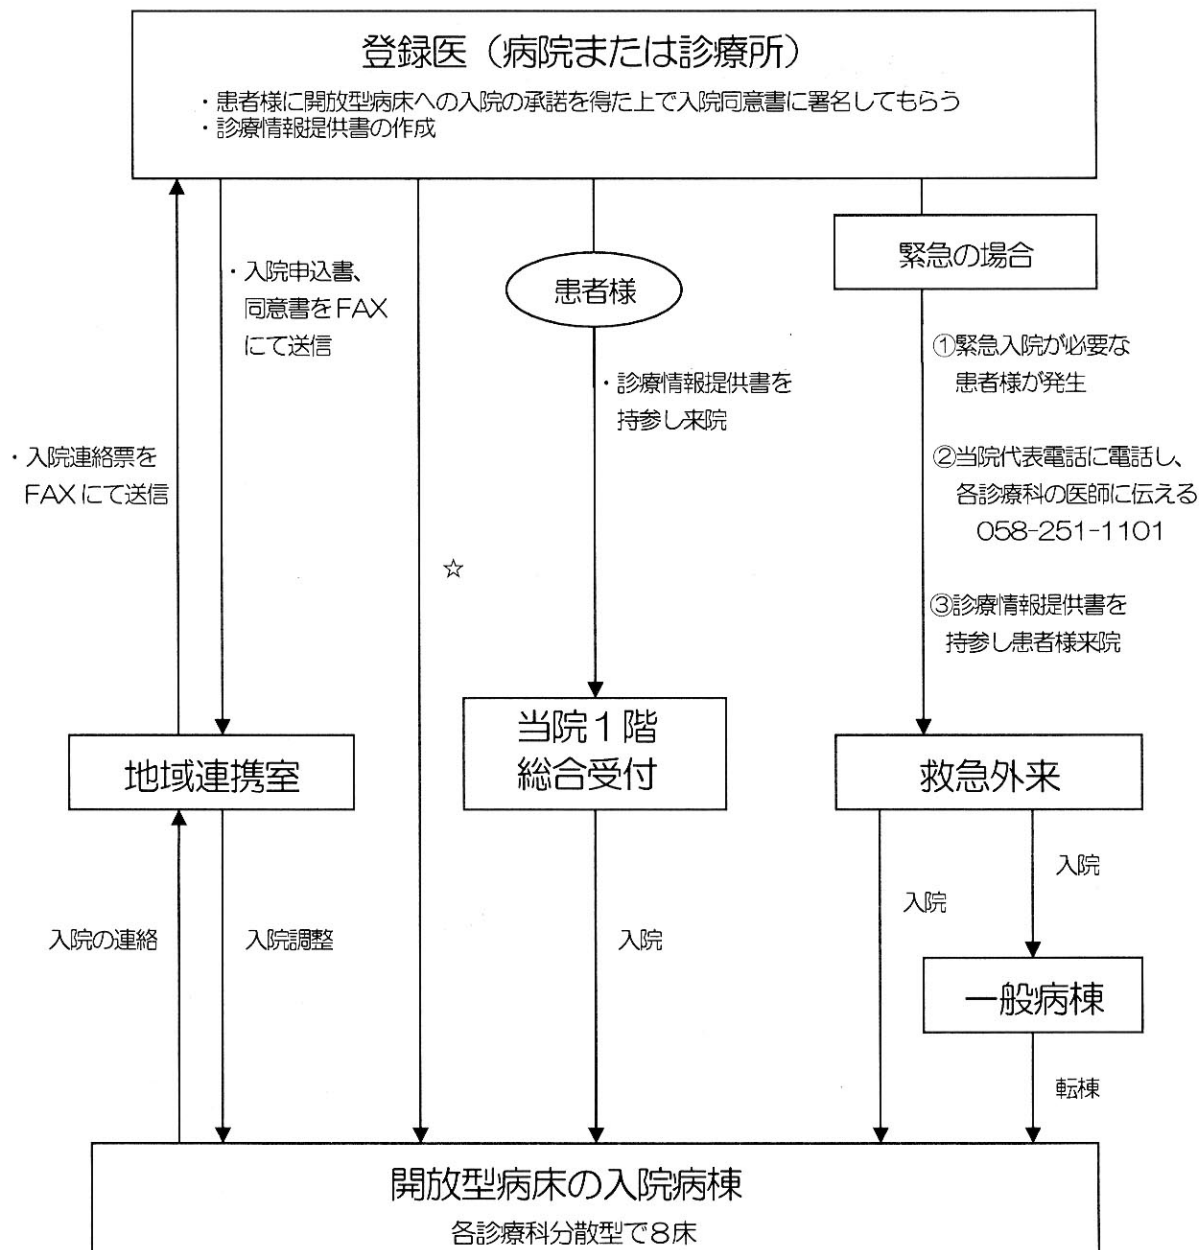 登録医（病院または診療所）
・患者様に開放型病床への入院の承諾を得た上で入院同意書に署名してもらう
・診療情報提供書の作成
緊急の場合
・入院申込書、
同意書をFAX
にて送信
患者様
①緊急入院が必要な
患者様が発生
・診療情報提供書を
持参し来院
・入院連絡票を
FAXにて送信
②当院代表電話に電話し、
各診療科の医師に伝える
058-251-1101
☆
③診療情報提供書を
持参し患者様来院
地域連携室
当院1階
総合受付
救急外来
入院の連絡
入院調整
入院
入院
入院
一般病棟
転棟
開放型病床の入院病棟
各診療科分散型で8床